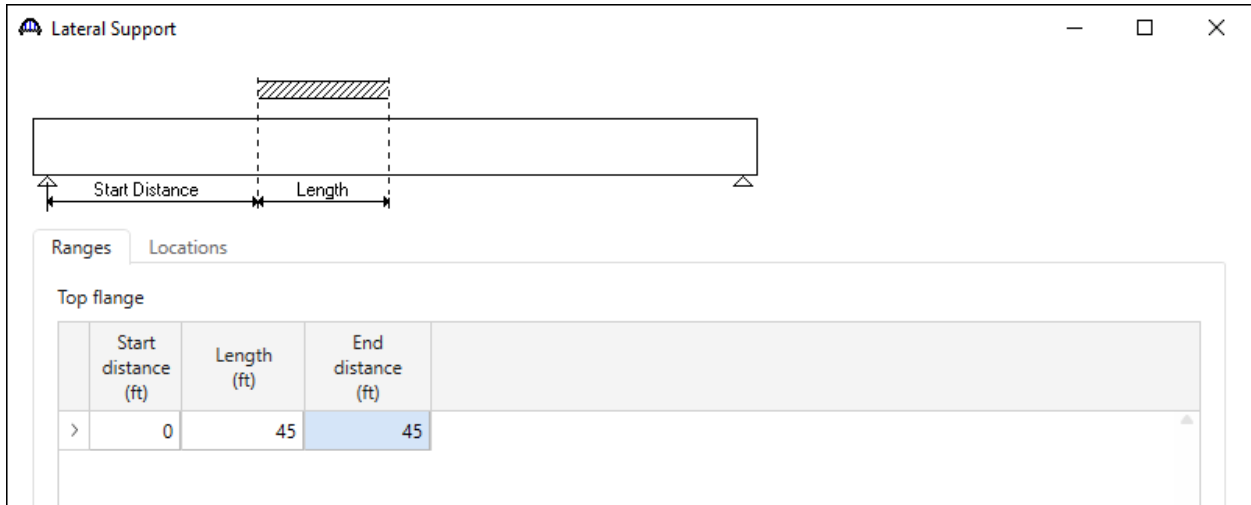 Lateral Support
Start Distance Length
Ranges Locations
Top flange
Start distance (ft) Length (ft) End distance (ft)
0 45 45